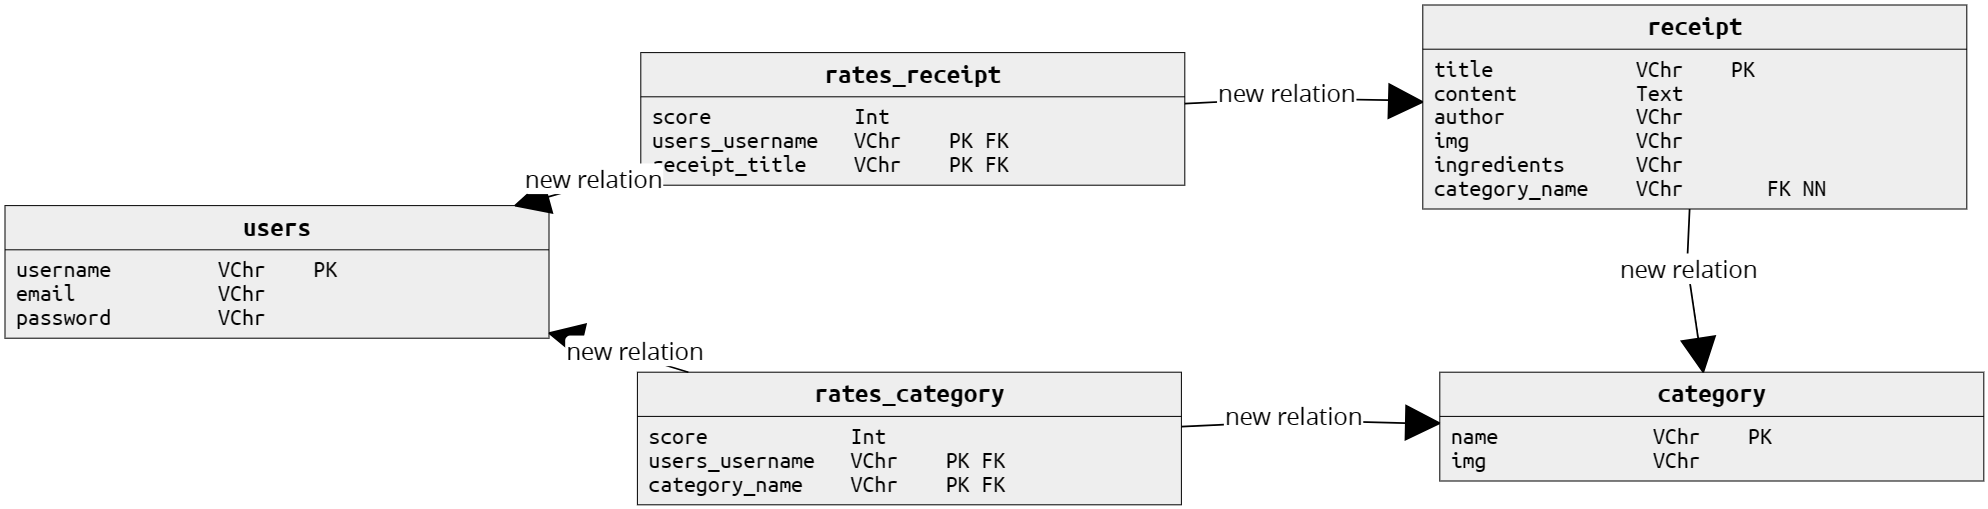 receipt
title VChr PK
content Text
author VChr
img VChr
ingredients VChr
category_name VChr FK NN
rates_receipt
score Int
users_username VChr PK FK
receipt_title VChr PK FK
new relation
new relation
users
username VChr PK
email VChr
password VChr
new relation
new relation
rates_category
score Int
users_username VChr PK FK
category_name VChr PK FK
new relation
category
name VChr PK
img VChr